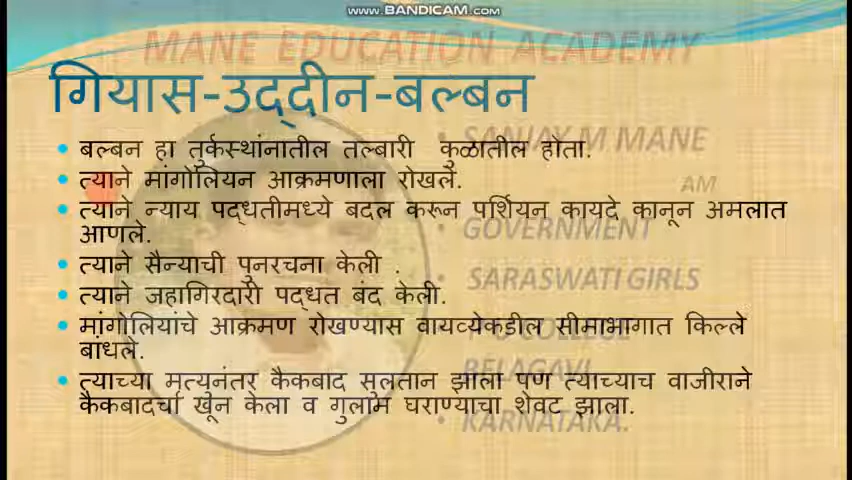 www.BANDICAM.com
MANE EDUCATION ACADEMY
गियास-उद्दीन-बल्बन
बल्बन हा तुर्कस्थांनातील तल्बारी कुळातील होता.
त्याने मांगोलियन आक्रमणाला रोखले.
त्याने न्याय पद्धतीमध्ये बदल करून पर्शियन कायदे कानून अमलात
आणले.
त्याने सैन्याची पुनरचना केली .
त्याने जहागिरदारी पद्धत बंद केली.
मांगोलियांचे आक्रमण रोखण्यास वायव्येकडील सीमाभागात किल्ले
बांधले.
त्याच्या मृत्यूनंतर कैकबाद सुलतान झाला पण त्याच्याच वाजीराने
कैकबादचा खून केला व गुलाम घराण्याचा शेवट झाला.
SANJAY M MANE
AM
GOVERNMENT
SARASWATI GIRLS
P U COLLEGE
BELAGAVI
KARNATAKA.